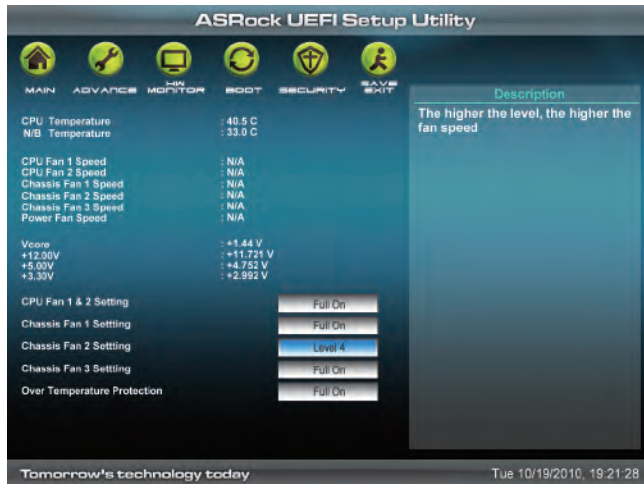 ASRock UEFI Setup Utility
MAIN ADVANCE HW MONITOR BOOT SECURITY SAVE EXIT
Description
The higher the level, the higher the
fan speed
CPU Temperature : 40.5 C
N/B Temperature : 33.0 C
CPU Fan 1 Speed : N/A
CPU Fan 2 Speed : N/A
Chassis Fan 1 Speed : N/A
Chassis Fan 2 Speed : N/A
Chassis Fan 3 Speed : N/A
Power Fan Speed : N/A
Vcore : +1.44 V
+12.00V : +11.721 V
+5.00V : +4.752 V
+3.30V : +2.992 V
CPU Fan 1 & 2 Setting Full On
Chassis Fan 1 Settting Full On
Chassis Fan 2 Settting Level 4
Chassis Fan 3 Settting Full On
Over Temperature Protection Full On
Tomorrow's technology today Tue 10/19/2010, 19:21:28